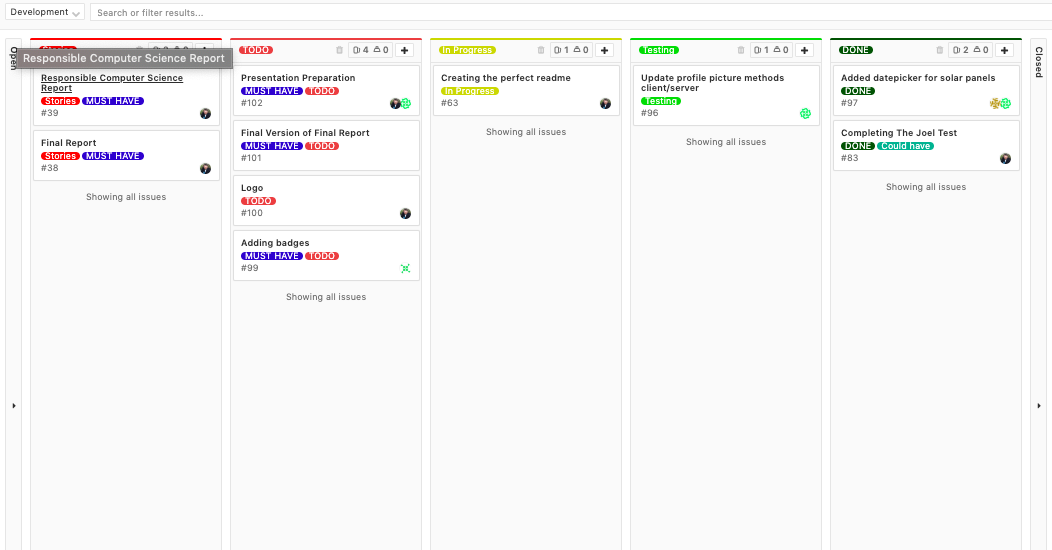 Development
Search or filter results...
Open
Responsible Computer Science Report
Responsible Computer Science
Report
Stories MUST HAVE
#39
Final Report
Stories MUST HAVE
#38
Showing all issues
TODO 4 0
Presentation Preparation
MUST HAVE TODO
#102
Final Version of Final Report
MUST HAVE TODO
#101
Logo
TODO
#100
Adding badges
MUST HAVE TODO
#99
Showing all issues
In Progress 1 0
Creating the perfect readme
In Progress
#63
Showing all issues
Testing 1 0
Update profile picture methods
client/server
Testing
#96
Showing all issues
DONE 2 0
Added datepicker for solar panels
DONE
#97
Completing The Joel Test
DONE Could have
#83
Showing all issues
Closed